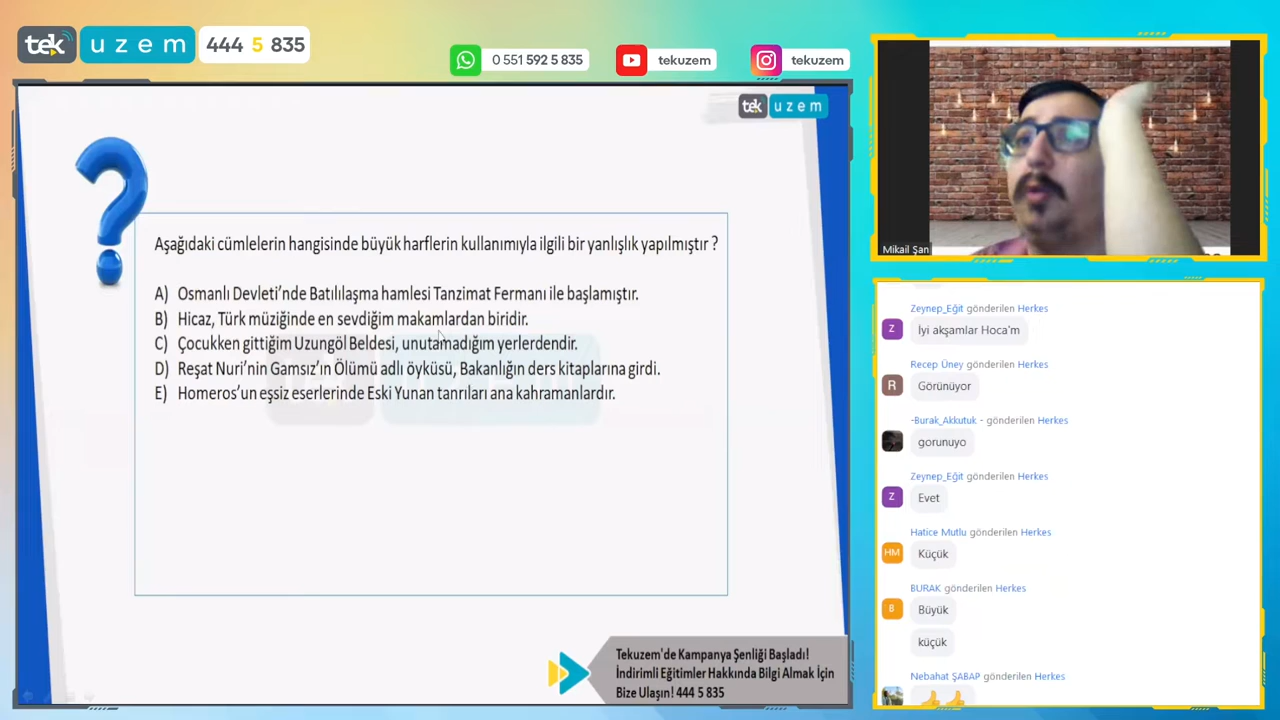 tek uzem 444 5 835
0 551 592 5 835
tekuzem
tekuzem
tek uzem
Aşağıdaki cümlelerin hangisinde büyük harflerin kullanımıyla ilgili bir yanlışlık yapılmıştır ?
A) Osmanlı Devleti’nde Batılılaşma hamlesi Tanzimat Fermanı ile başlamıştır.
B) Hicaz, Türk müziğinde en sevdiğim makamlardan biridir.
C) Çocukken gittiğim Uzungöl Beldesi, unutamadığım yerlerdendir.
D) Reşat Nuri’nin Gamsız’ın Ölümü adlı öyküsü, Bakanlığın ders kitaplarına girdi.
E) Homeros’un eşsiz eserlerinde Eski Yunan tanrıları ana kahramanlardır.
Tekuzem'de Kampanya Şenliği Başladı!
İndirimli Eğitimler Hakkında Bilgi Almak İçin
Bize Ulaşın! 444 5 835
Mikail Şan
Zeynep_Eğit gönderilen Herkes
Z İyi akşamlar Hoca'm
Recep Üney gönderilen Herkes
R Görünüyor
-Burak_Akkutuk - gönderilen Herkes
gorunuyo
Zeynep_Eğit gönderilen Herkes
Z Evet
Hatice Mutlu gönderilen Herkes
HM Küçük
BURAK gönderilen Herkes
B Büyük
küçük
Nebahat ŞABAP gönderilen Herkes